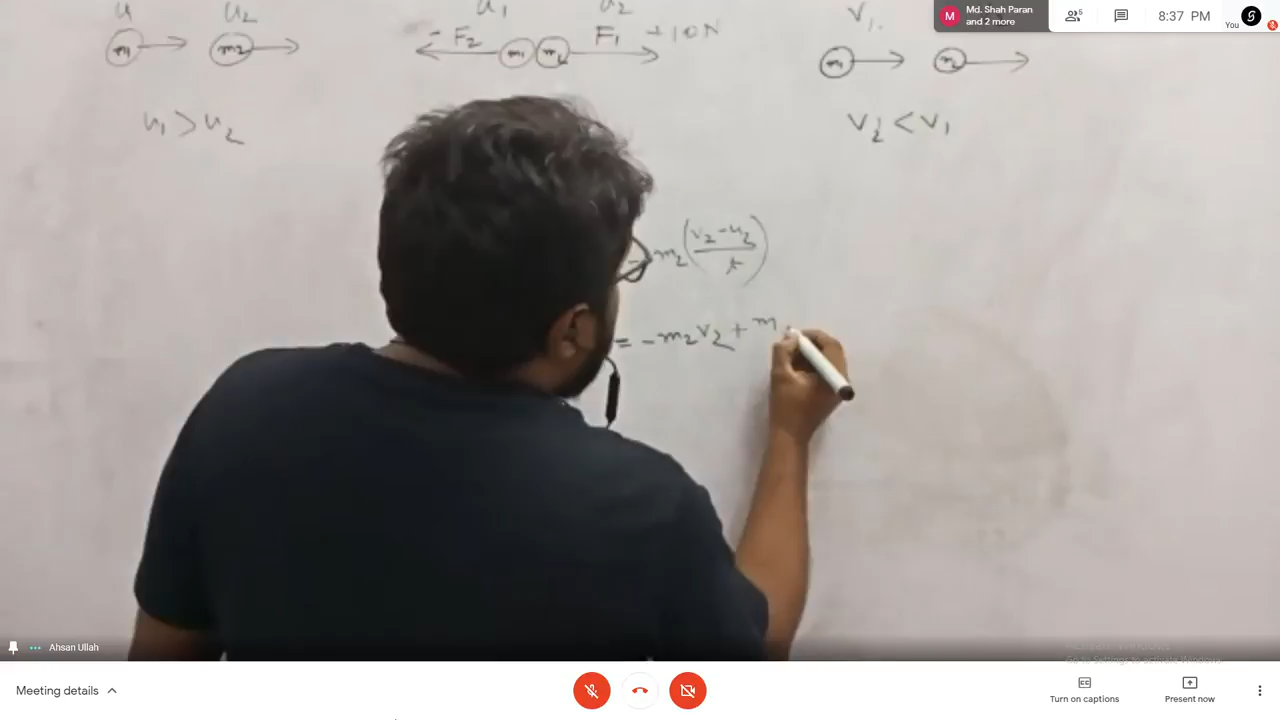 Md. Shah Paran
and 2 more
M
5
8:37 PM
You
u u₂ u₁ u₂ v₁.
-F₂ F₁ +10N
m₁ m₂ m₁ m₂ m₁ m₂
u₁ > u₂ v₂ < v₁
- m₂(v₂-u₂/t)
= -m₂v₂ + m
Ahsan Ullah
Meeting details
Turn on captions
Present now